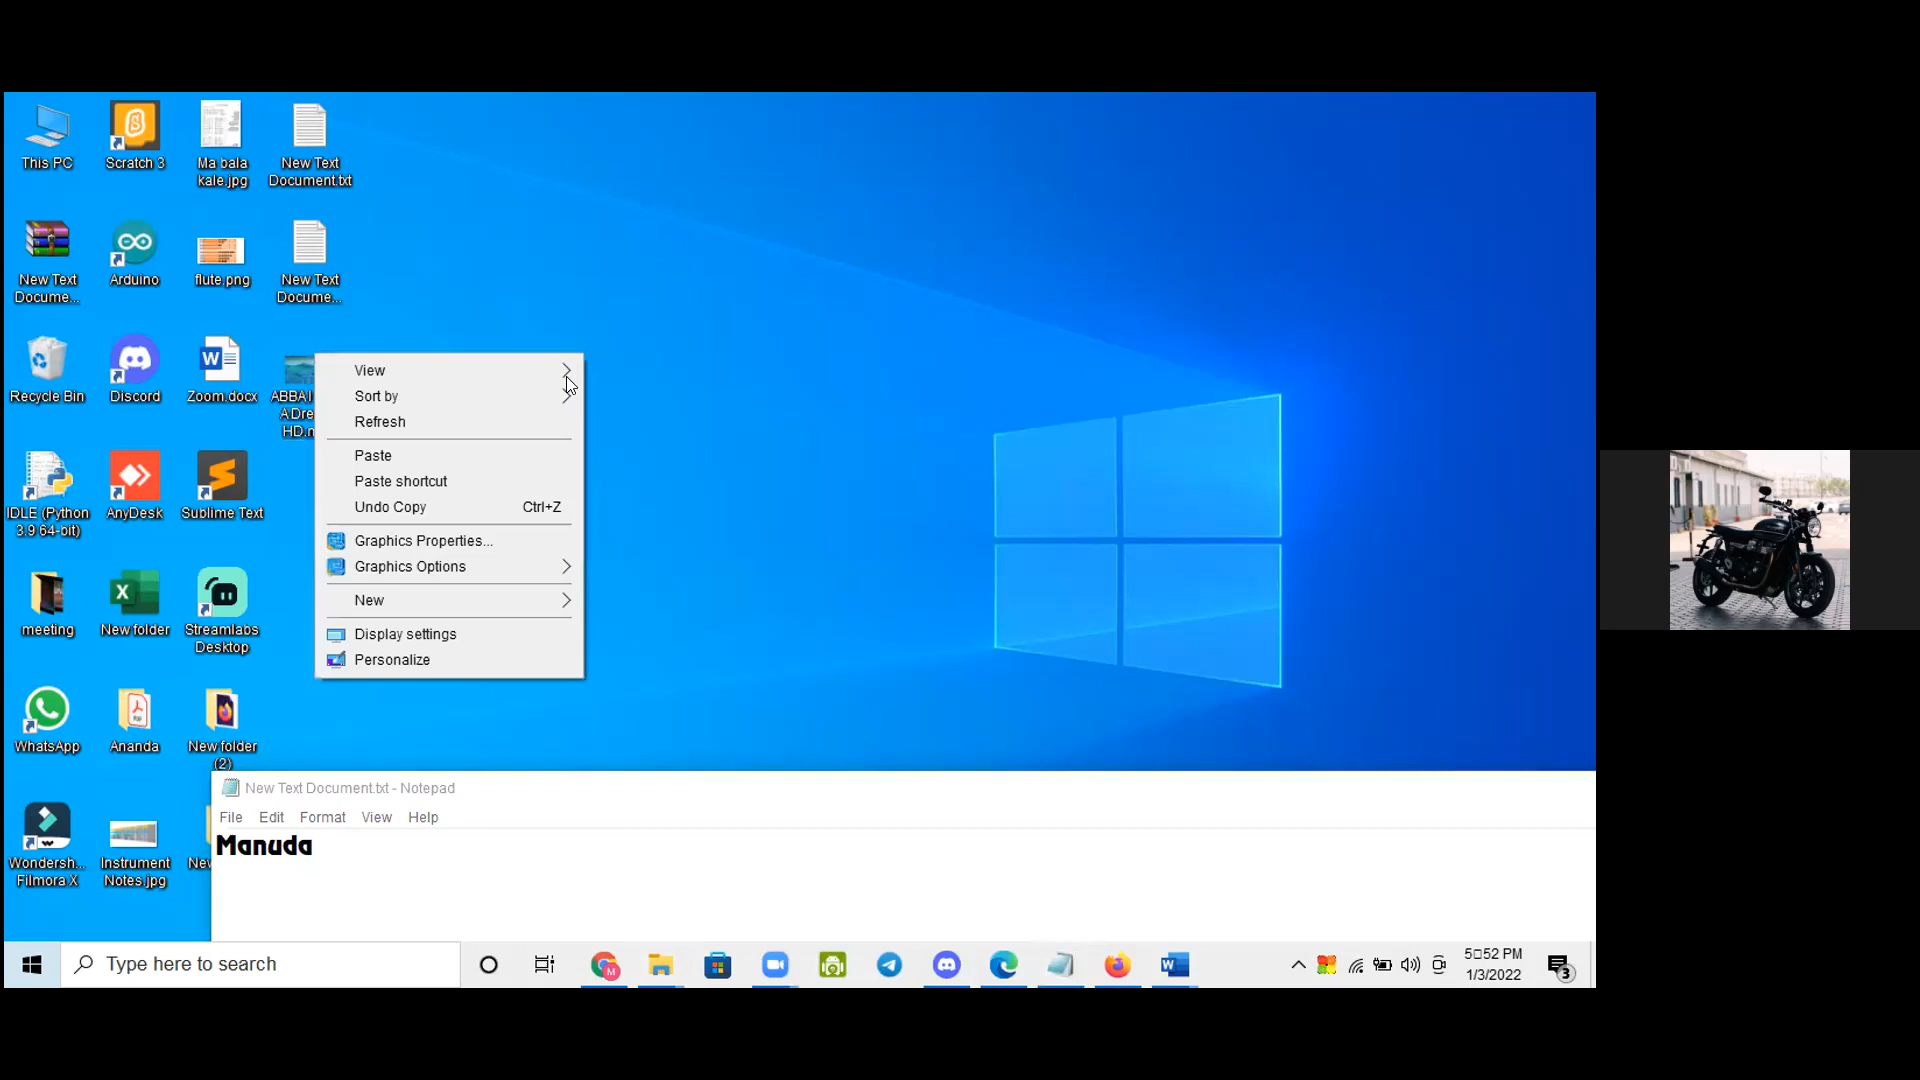 This PC
Scratch 3
Ma bala
kale.jpg
New Text
Document.txt
New Text
Docume...
Arduino
flute.png
New Text
Docume...
Recycle Bin
Discord
Zoom.docx
ABBA
A Dre
HD.
IDLE (Python
3.9 64-bit)
AnyDesk
Sublime Text
meeting
New folder
Streamlabs
Desktop
WhatsApp
Ananda
New folder
(2)
Wondersh...
Filmora X
Instrument
Notes.jpg
View
Sort by
Refresh
Paste
Paste shortcut
Undo Copy Ctrl+Z
Graphics Properties...
Graphics Options
New
Display settings
Personalize
New Text Document.txt - Notepad
File Edit Format View Help
Manuda
Type here to search
5□52 PM
1/3/2022
3